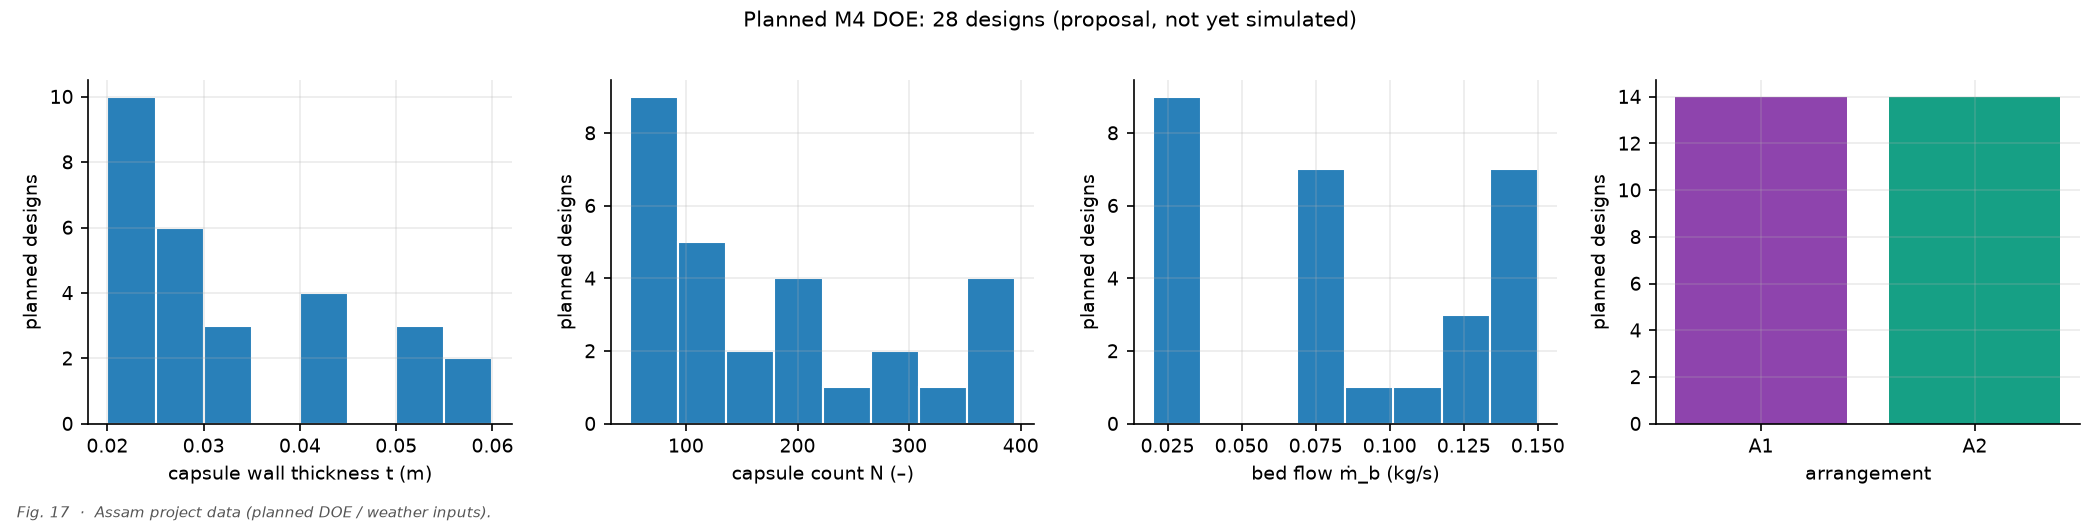 Planned M4 DOE: 28 designs (proposal, not yet simulated)
planned designs
10
8
6
4
2
0
0.02 0.03 0.04 0.05 0.06
capsule wall thickness t (m)
planned designs
8
6
4
2
0
100 200 300 400
capsule count N (–)
planned designs
8
6
4
2
0
0.025 0.050 0.075 0.100 0.125 0.150
bed flow ṁ_b (kg/s)
planned designs
14
12
10
8
6
4
2
0
A1 A2
arrangement
Fig. 17 · Assam project data (planned DOE / weather inputs).